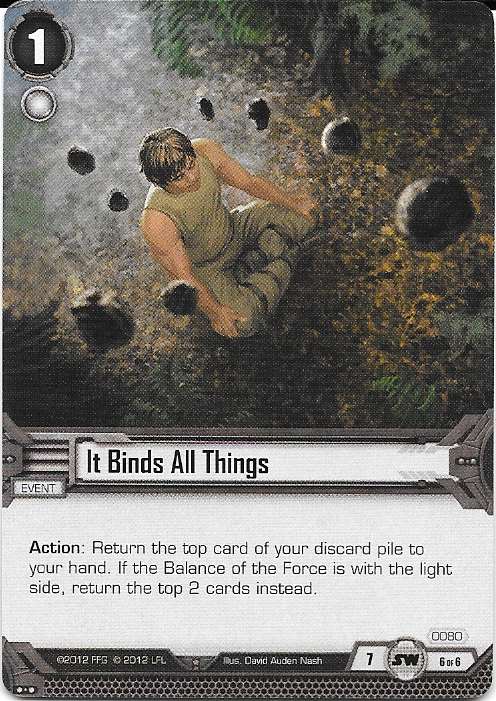 1
It Binds All Things
EVENT
Action: Return the top card of your discard pile to
your hand. If the Balance of the Force is with the light
side, return the top 2 cards instead.
0080
©2012 FFG © 2012 LFL
Illus. David Auden Nash
7
SW
6 OF 6